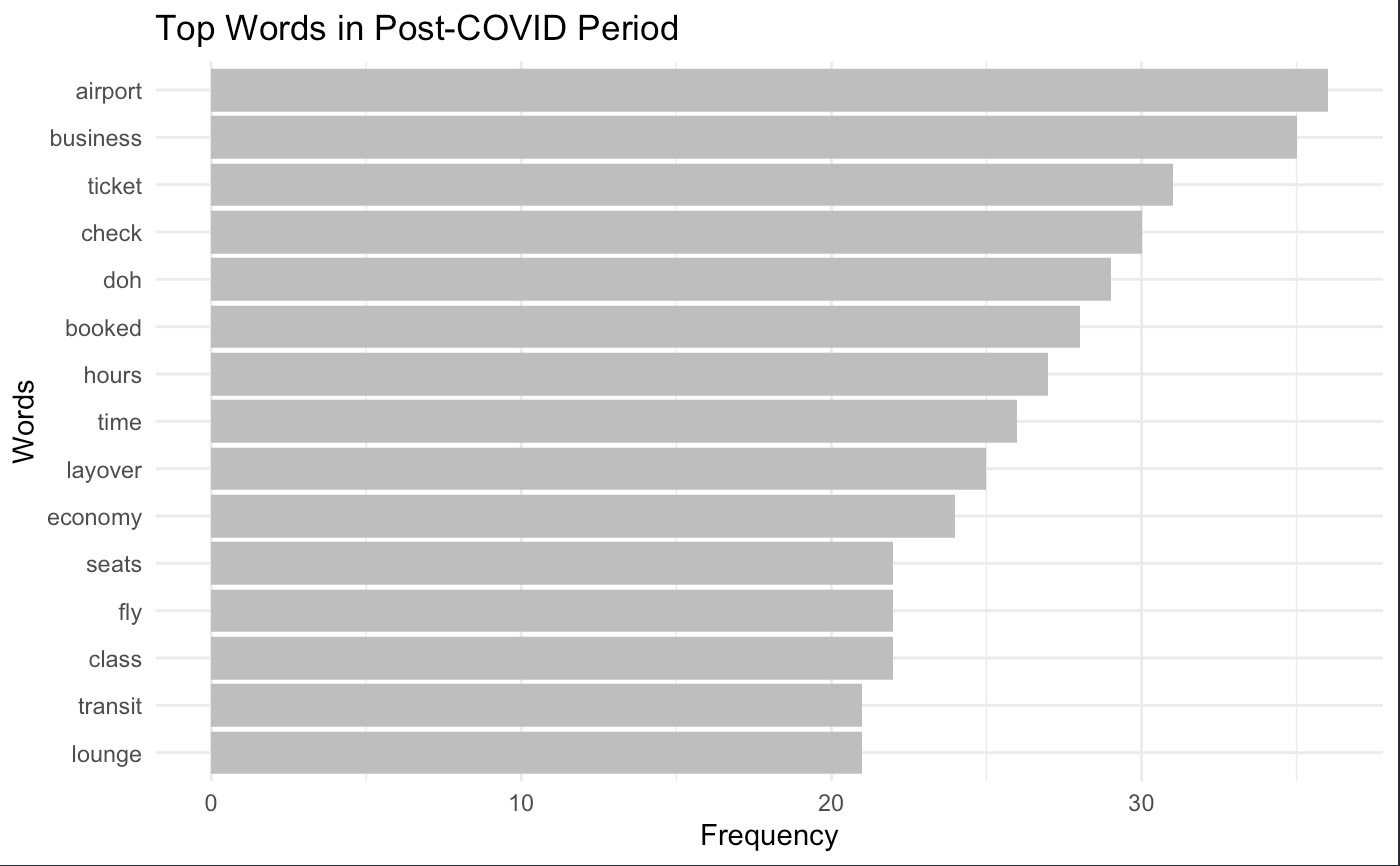 Top Words in Post-COVID Period
airport
business
ticket
check
doh
booked
hours
time
layover
economy
seats
fly
class
transit
lounge
Words
0 10 20 30
Frequency